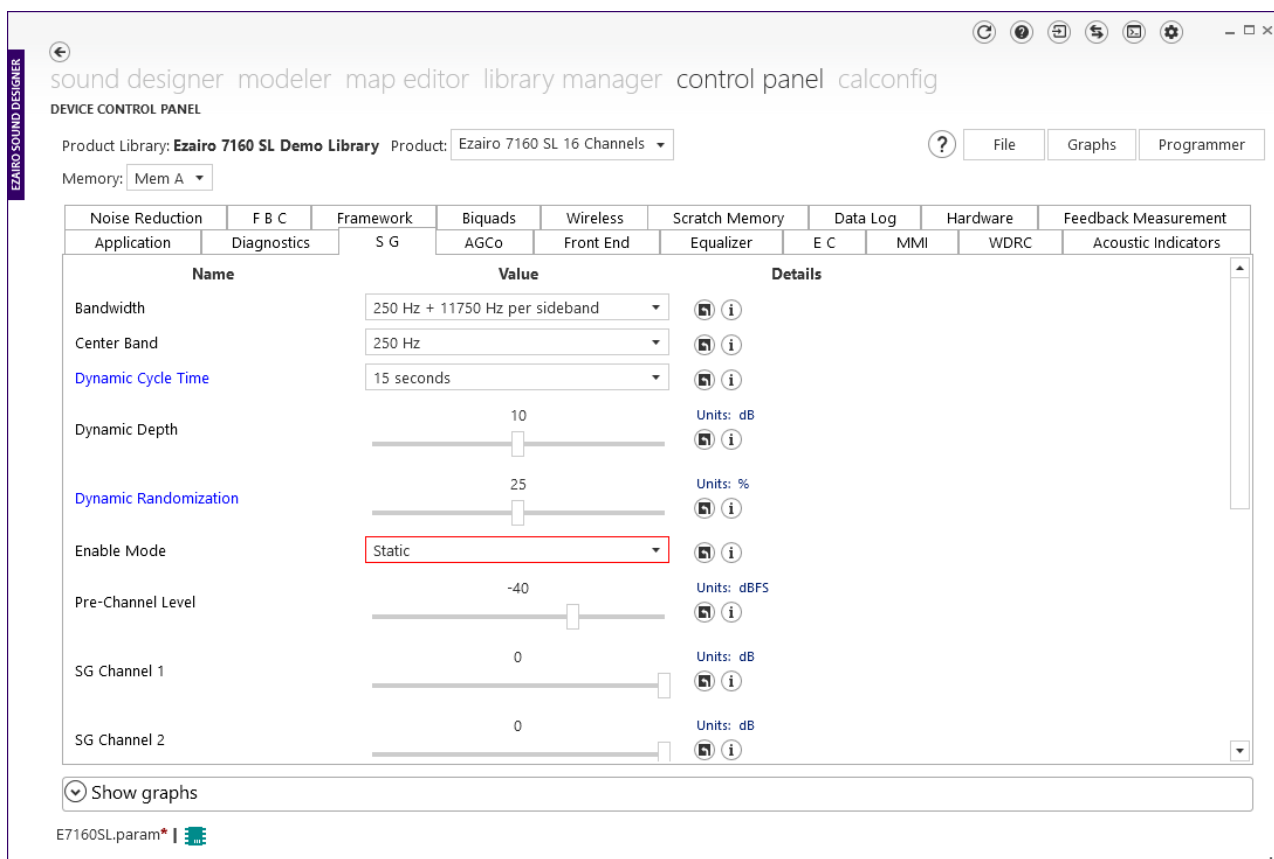 EZAIRO SOUND DESIGNER
sound designer modeler map editor library manager control panel calconfig
DEVICE CONTROL PANEL
Product Library: Ezairo 7160 SL Demo Library Product: Ezairo 7160 SL 16 Channels ? File Graphs Programmer
Memory: Mem A
Noise Reduction F B C Framework Biquads Wireless Scratch Memory Data Log Hardware Feedback Measurement
Application Diagnostics S G AGCo Front End Equalizer E C MMI WDRC Acoustic Indicators
Name Value Details
Bandwidth 250 Hz + 11750 Hz per sideband
Center Band 250 Hz
Dynamic Cycle Time 15 seconds
10 Units: dB
Dynamic Depth
25 Units: %
Dynamic Randomization
Enable Mode Static
-40 Units: dBFS
Pre-Channel Level
0 Units: dB
SG Channel 1
0 Units: dB
SG Channel 2
Show graphs
E7160SL.param* |